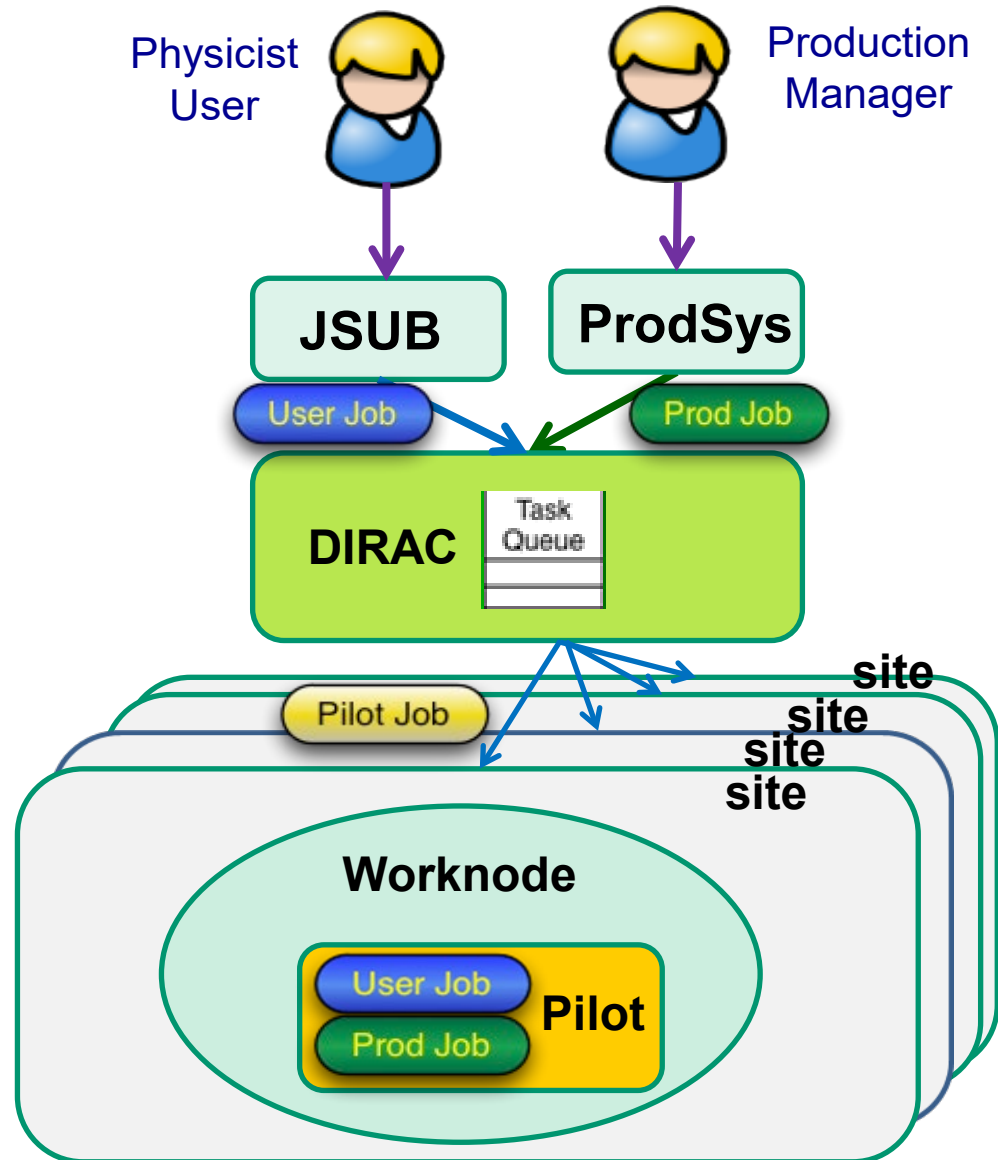 Physicist
User
Production
Manager
JSUB
ProdSys
User Job
Prod Job
DIRAC
Task
Queue
site
site
site
site
Pilot Job
Worknode
User Job
Prod Job
Pilot